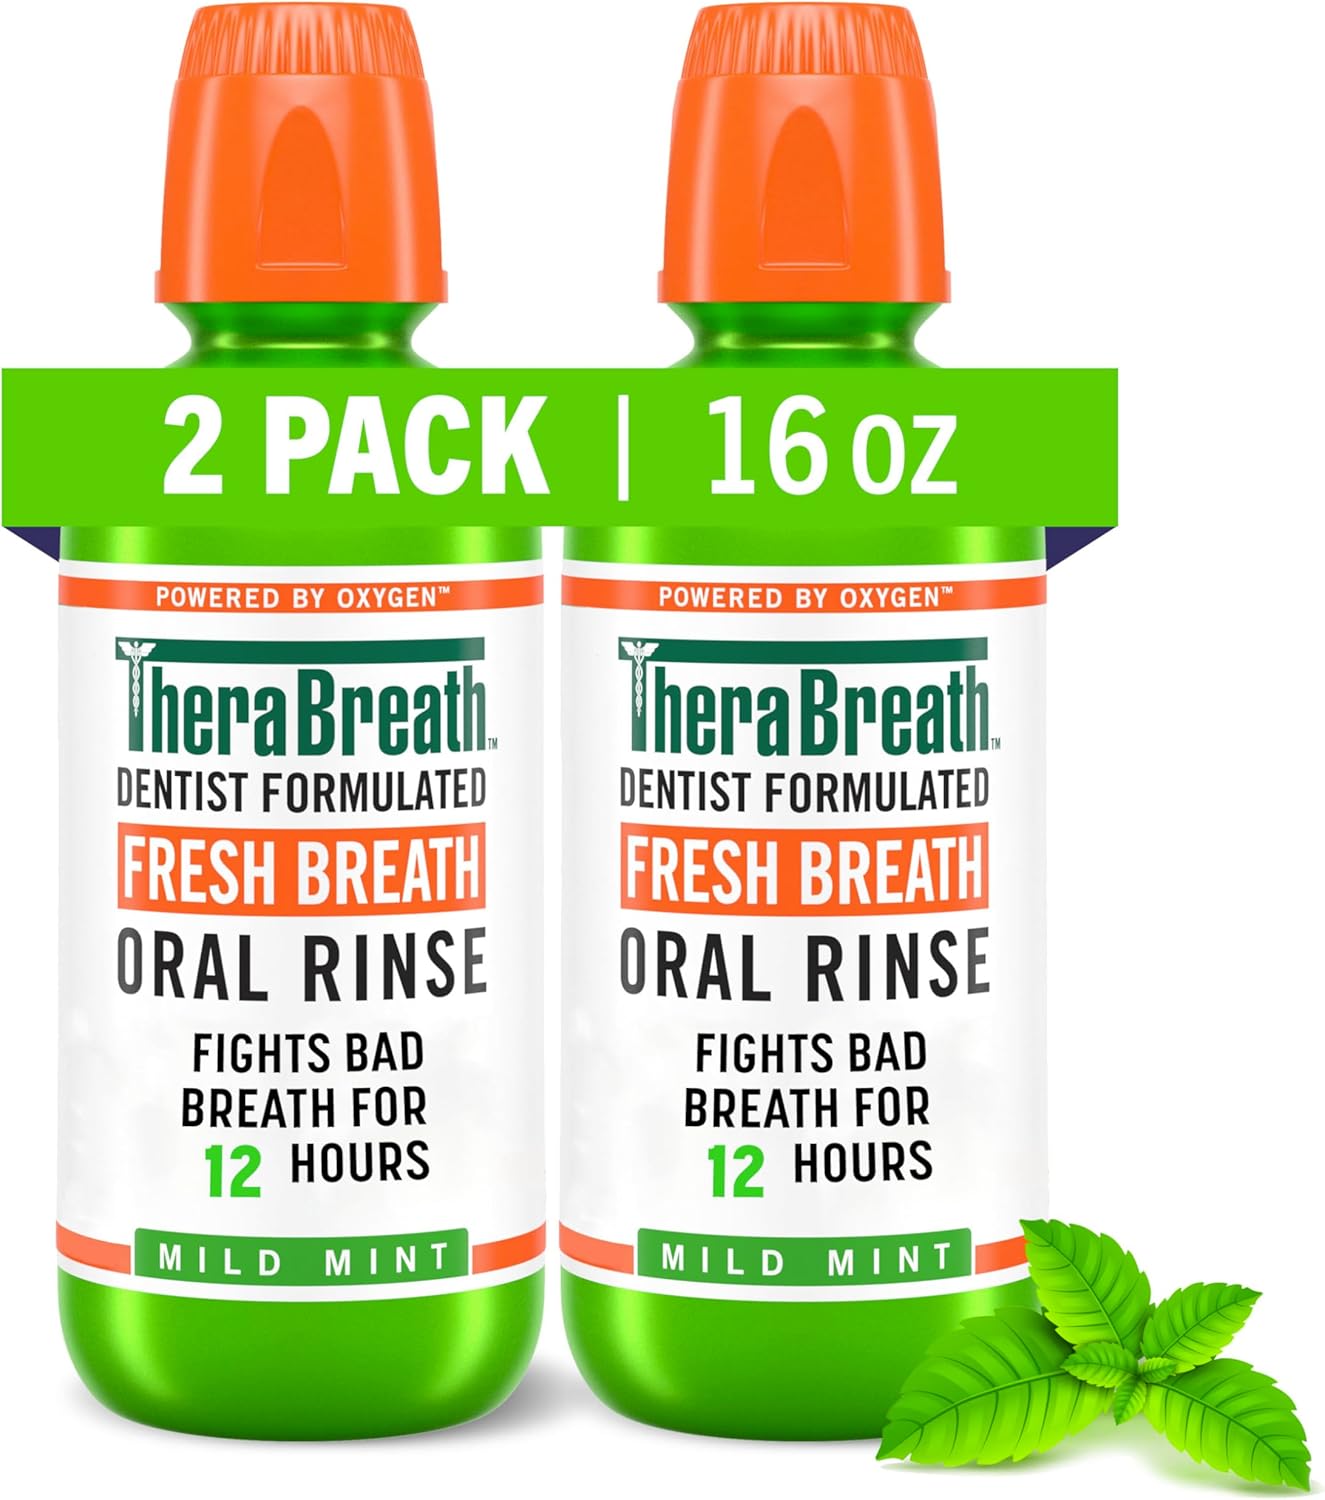 2 PACK | 16 OZ
POWERED BY OXYGEN™
TheraBreath™
DENTIST FORMULATED
FRESH BREATH
ORAL RINSE
FIGHTS BAD
BREATH FOR
12 HOURS
MILD MINT
POWERED BY OXYGEN™
TheraBreath™
DENTIST FORMULATED
FRESH BREATH
ORAL RINSE
FIGHTS BAD
BREATH FOR
12 HOURS
MILD MINT